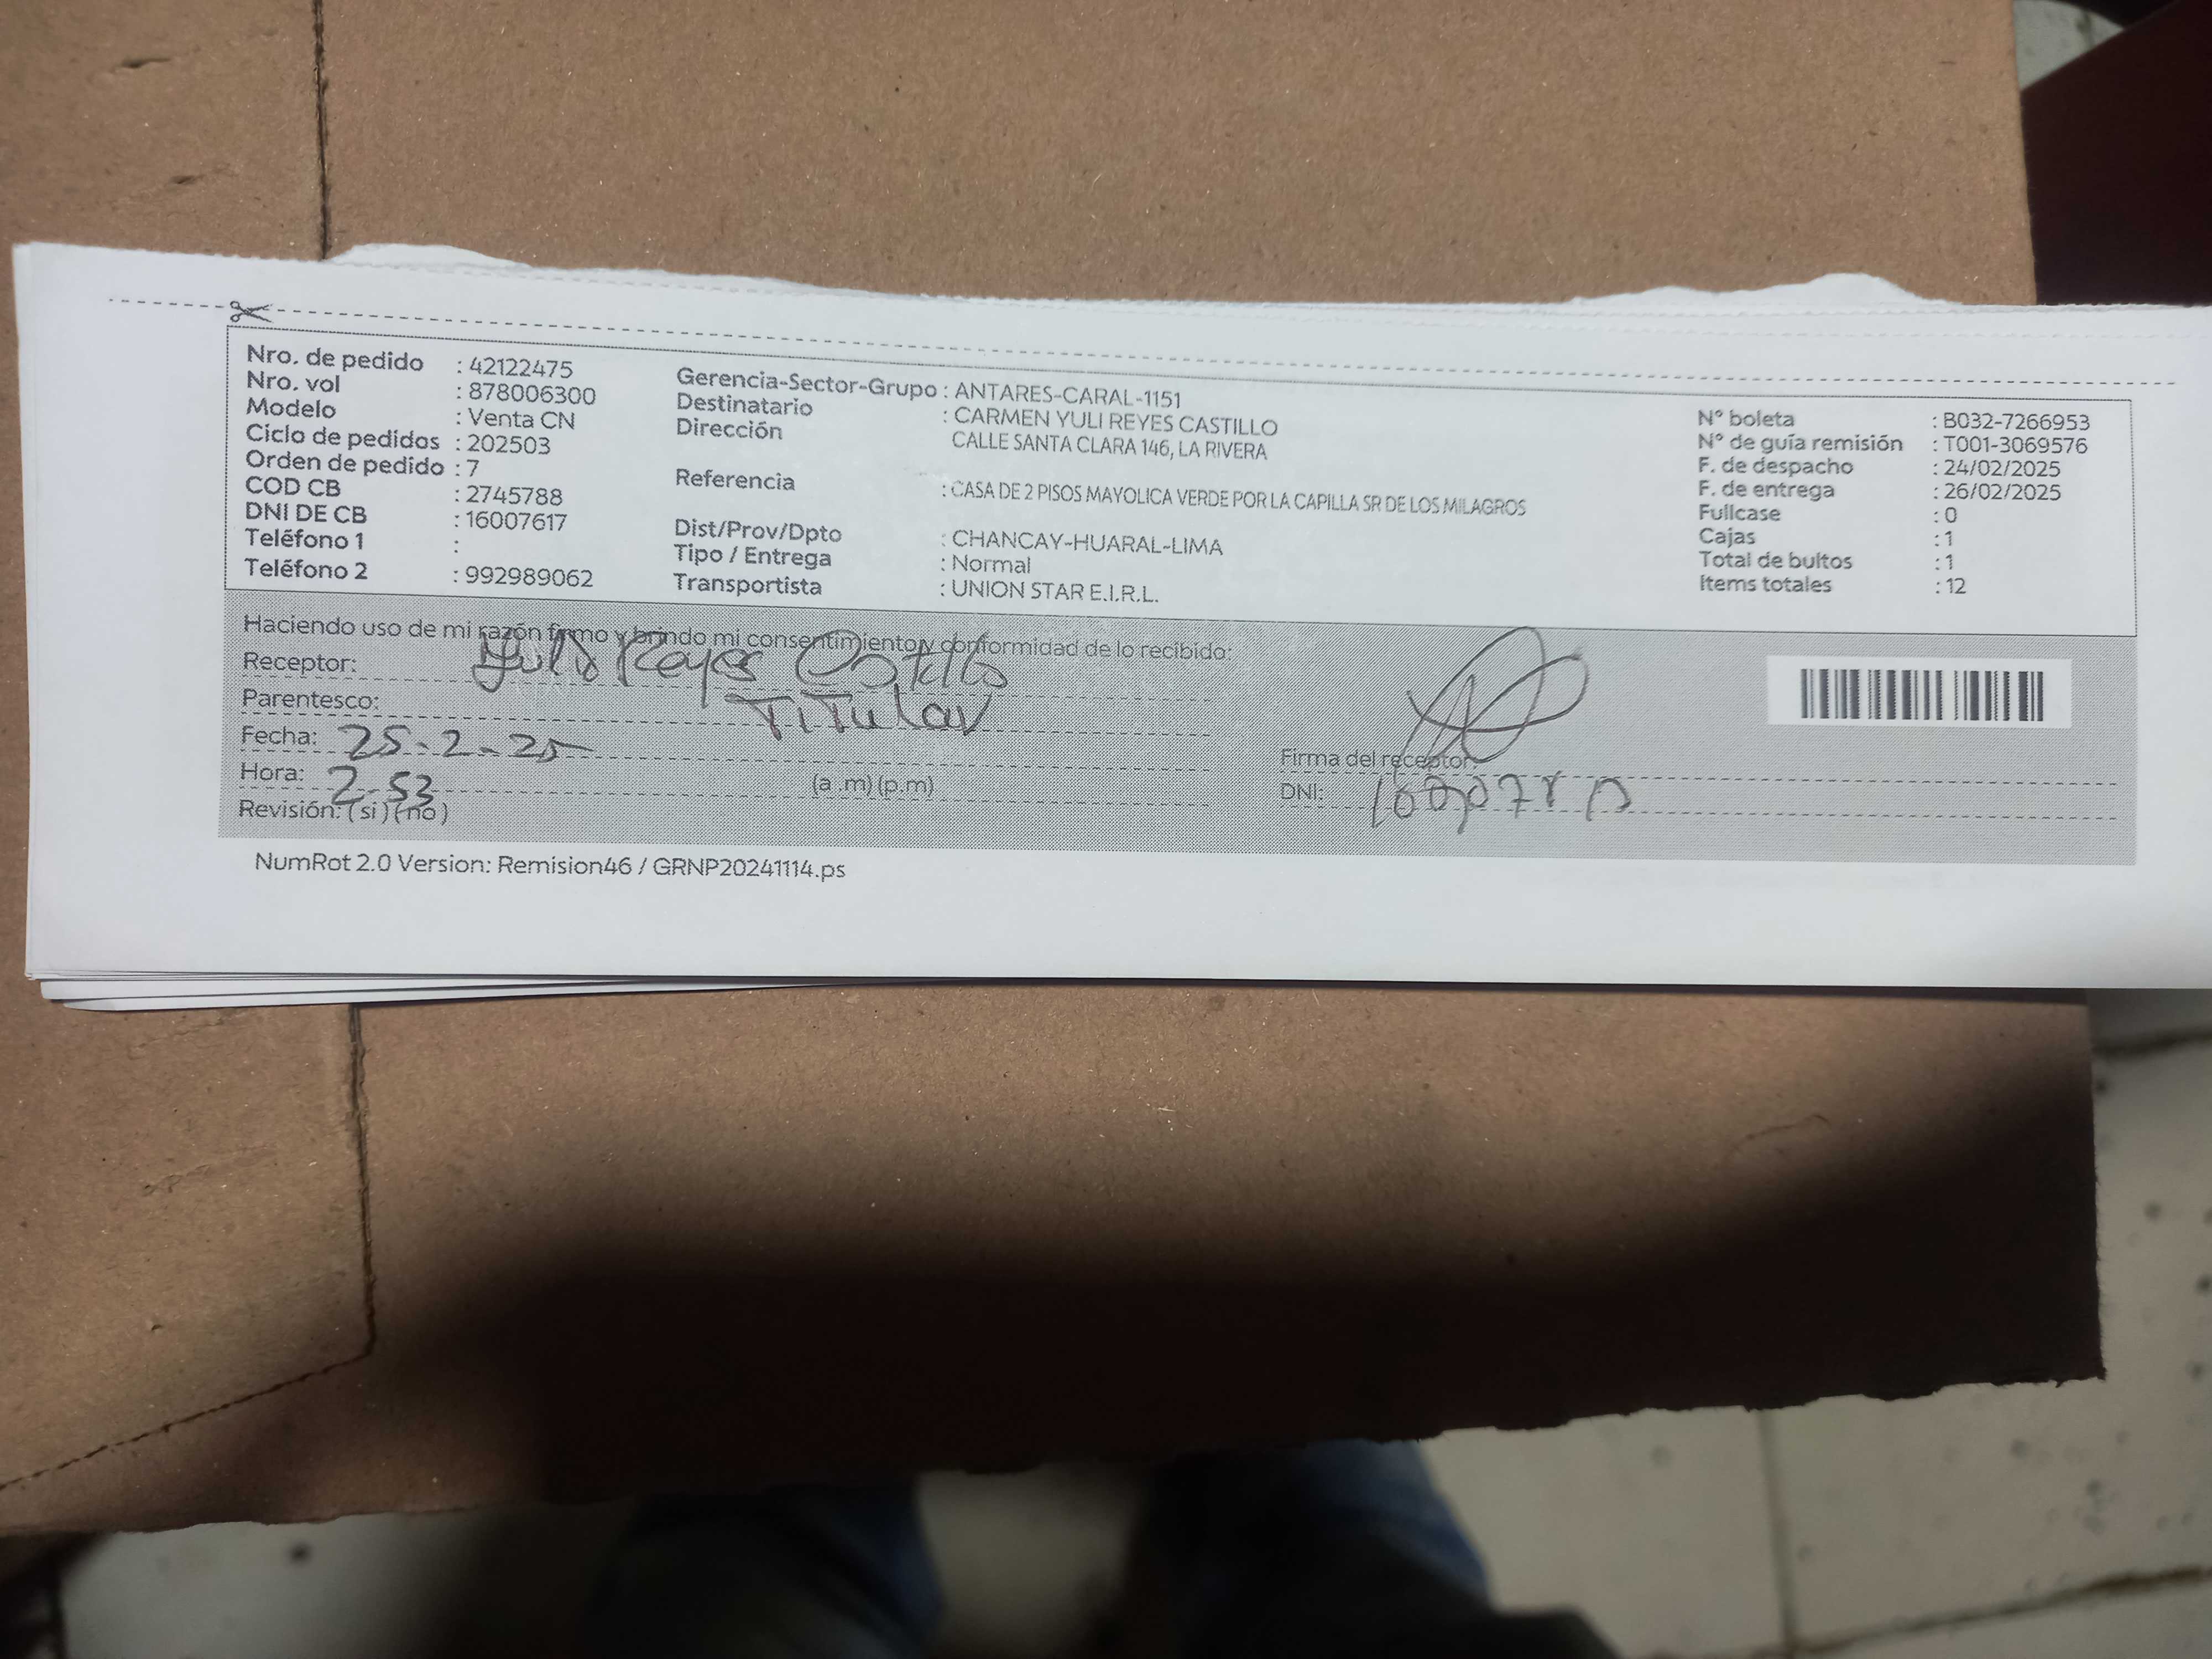 Nro. de pedido : 42122475
Nro. vol : 878006300
Modelo : Venta CN
Ciclo de pedidos : 202503
Orden de pedido : 7
COD CB : 2745788
DNI DE CB : 16007617
Teléfono 1 :
Teléfono 2 : 992989062
Gerencia-Sector-Grupo : ANTARES-CARAL-1151
Destinatario : CARMEN YULI REYES CASTILLO
Dirección CALLE SANTA CLARA 146, LA RIVERA
Referencia : CASA DE 2 PISOS MAYOLICA VERDE POR LA CAPILLA SR DE LOS MILAGROS
Dist/Prov/Dpto : CHANCAY-HUARAL-LIMA
Tipo / Entrega : Normal
Transportista : UNION STAR E.I.R.L.
N° boleta : B032-7266953
N° de guía remisión : T001-3069576
F. de despacho : 24/02/2025
F. de entrega : 26/02/2025
Fullcase : 0
Cajas : 1
Total de bultos : 1
Items totales : 12
Haciendo uso de mi razón firmo y brindo mi consentimiento y conformidad de lo recibido:
Receptor: Reyes Castillo
Parentesco: TiTular
Fecha: 25-2-25
Hora: 2-53 (a .m) (p.m)
Revisión: (si) (no)
Firma del receptor:
DNI:
NumRot 2.0 Version: Remision46 / GRNP20241114.ps